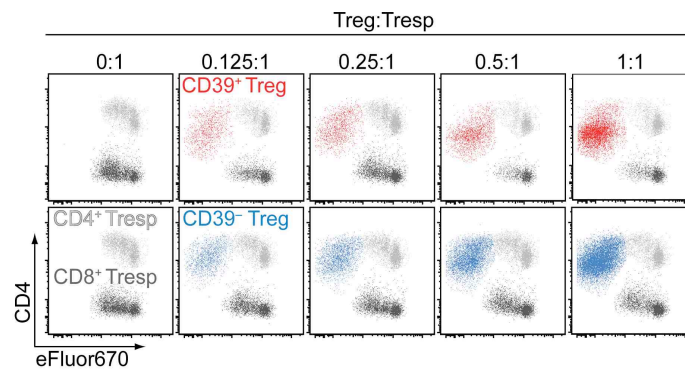 Treg:Tresp
0:1 0.125:1 0.25:1 0.5:1 1:1
CD39⁺ Treg
CD4⁺ Tresp CD39⁻ Treg
CD8⁺ Tresp
CD4
eFluor670